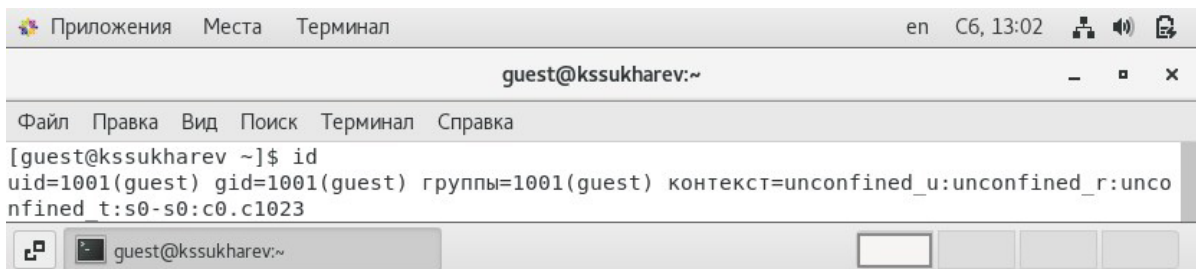 Приложения Места Терминал en Сб, 13:02
guest@kssukharev:~
Файл Правка Вид Поиск Терминал Справка
[guest@kssukharev ~]$ id
uid=1001(guest) gid=1001(guest) группы=1001(guest) контекст=unconfined_u:unconfined_r:unco
nfined_t:s0-s0:c0.c1023
guest@kssukharev:~